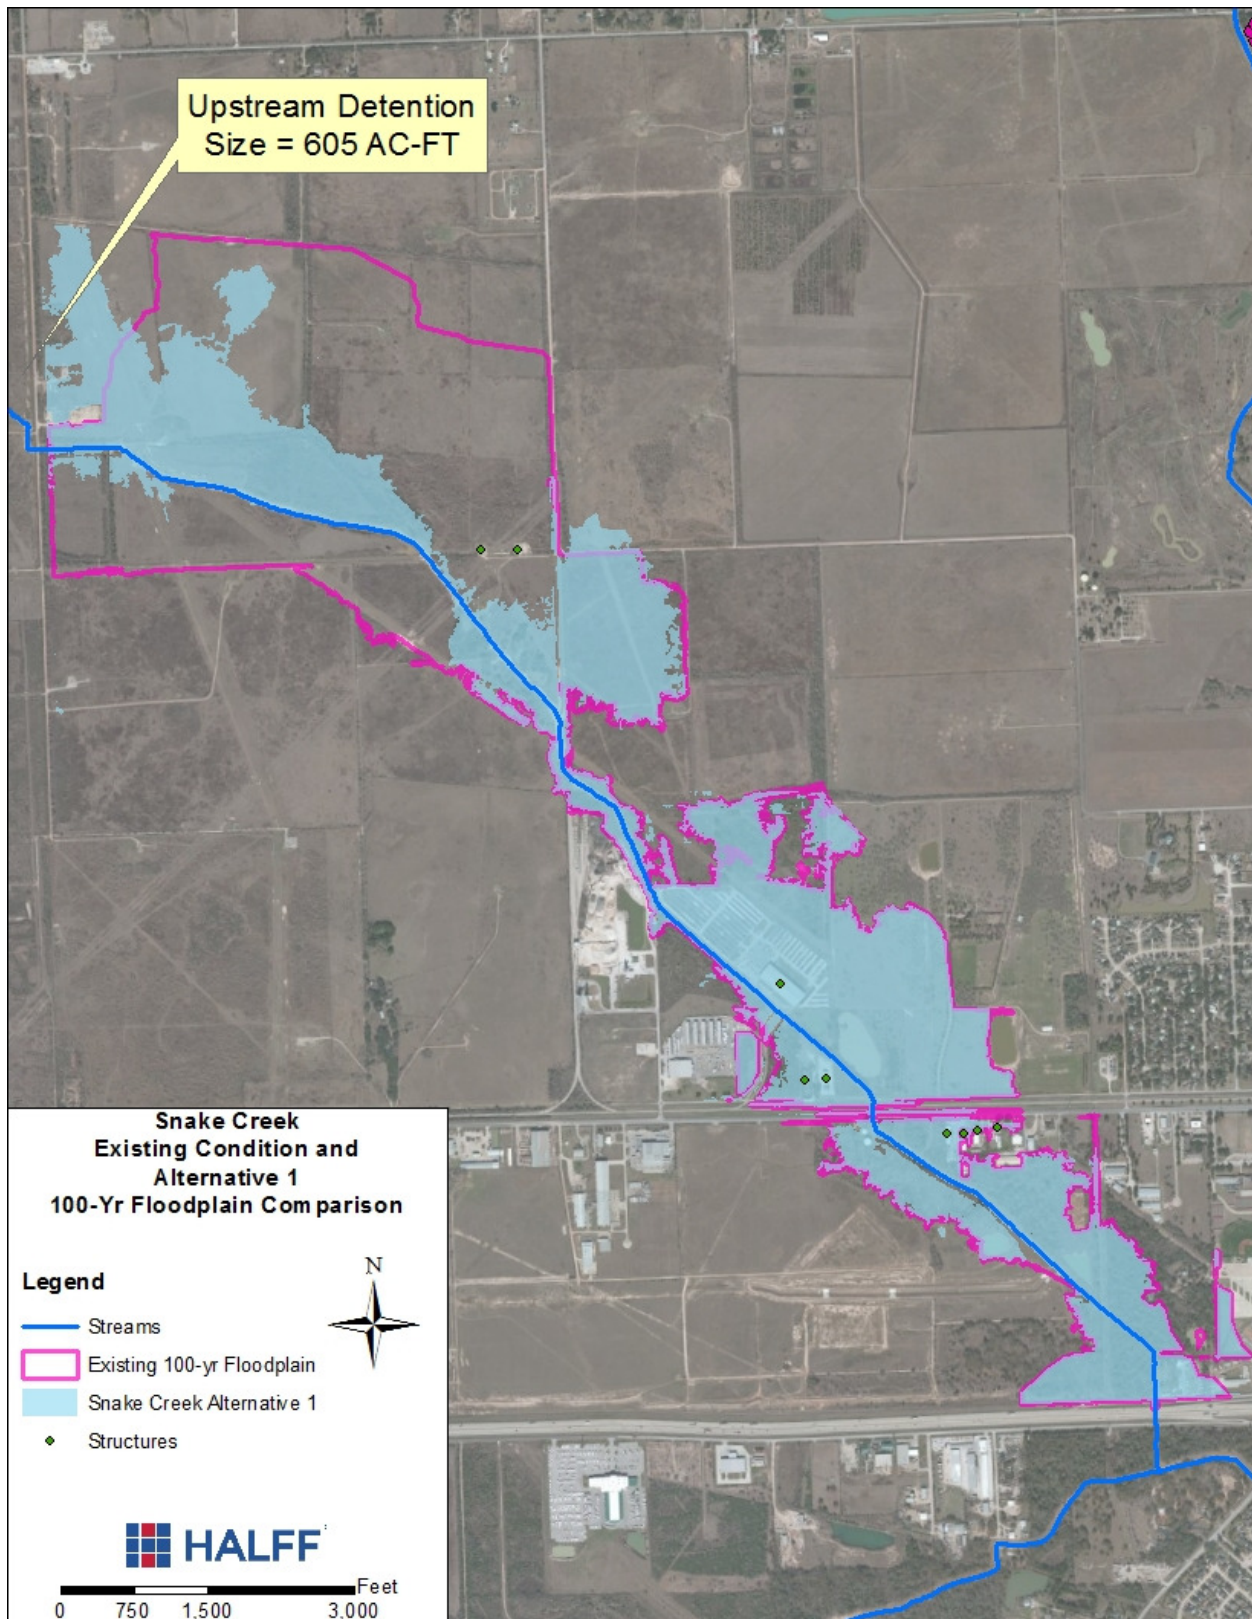 Upstream Detention
Size = 605 AC-FT
Snake Creek
Existing Condition and
Alternative 1
100-Yr Floodplain Comparison
Legend
N
Streams
Existing 100-yr Floodplain
Snake Creek Alternative 1
Structures
HALFF
Feet
0 750 1,500 3,000